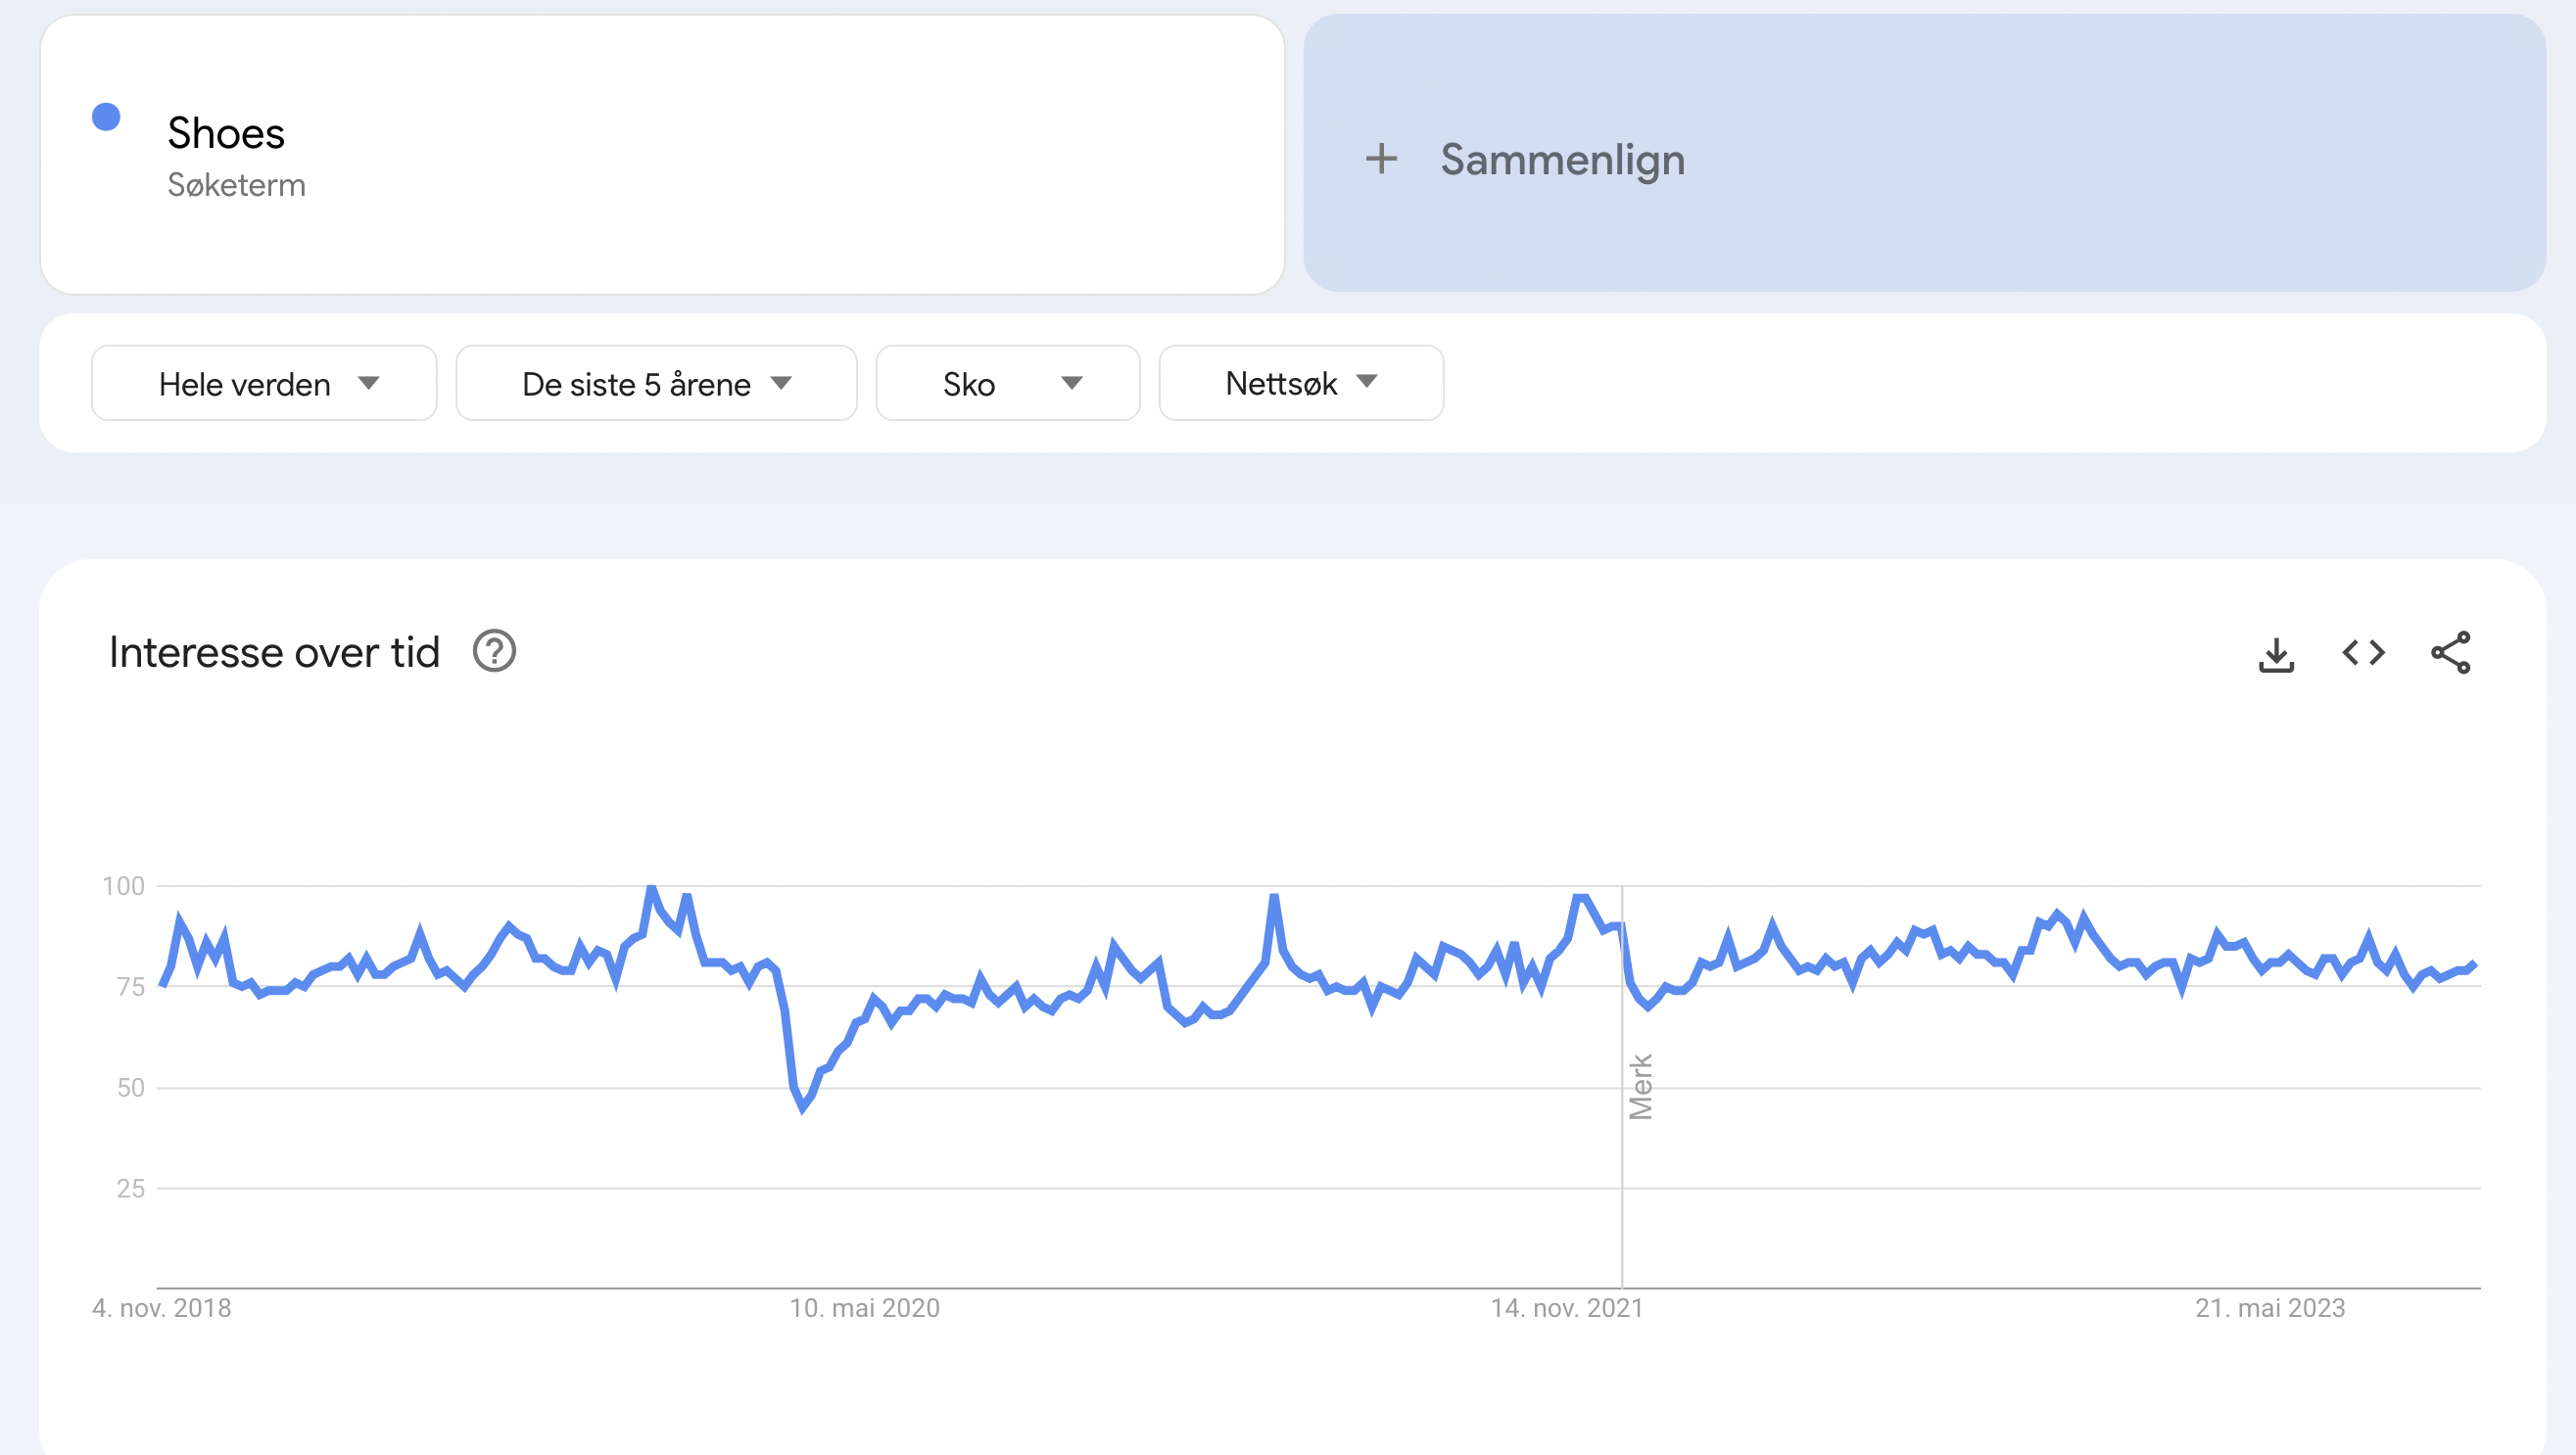 Shoes
Søketerm
+ Sammenlign
Hele verden
De siste 5 årene
Sko
Nettsøk
Interesse over tid
100
75
50
25
Merk
4. nov. 2018
10. mai 2020
14. nov. 2021
21. mai 2023